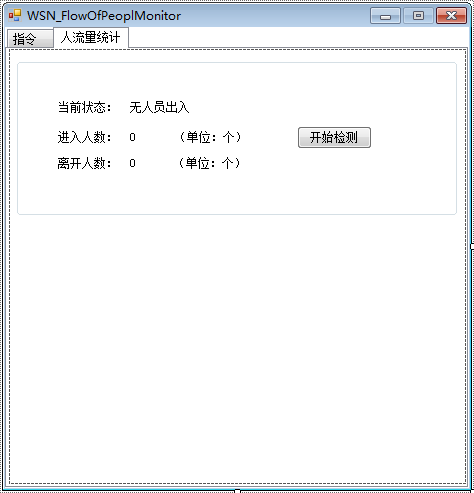 WSN_FlowOfPeoplMonitor
指令 人流量统计
当前状态： 无人员出入
进入人数： 0 （单位：个） 开始检测
离开人数： 0 （单位：个）